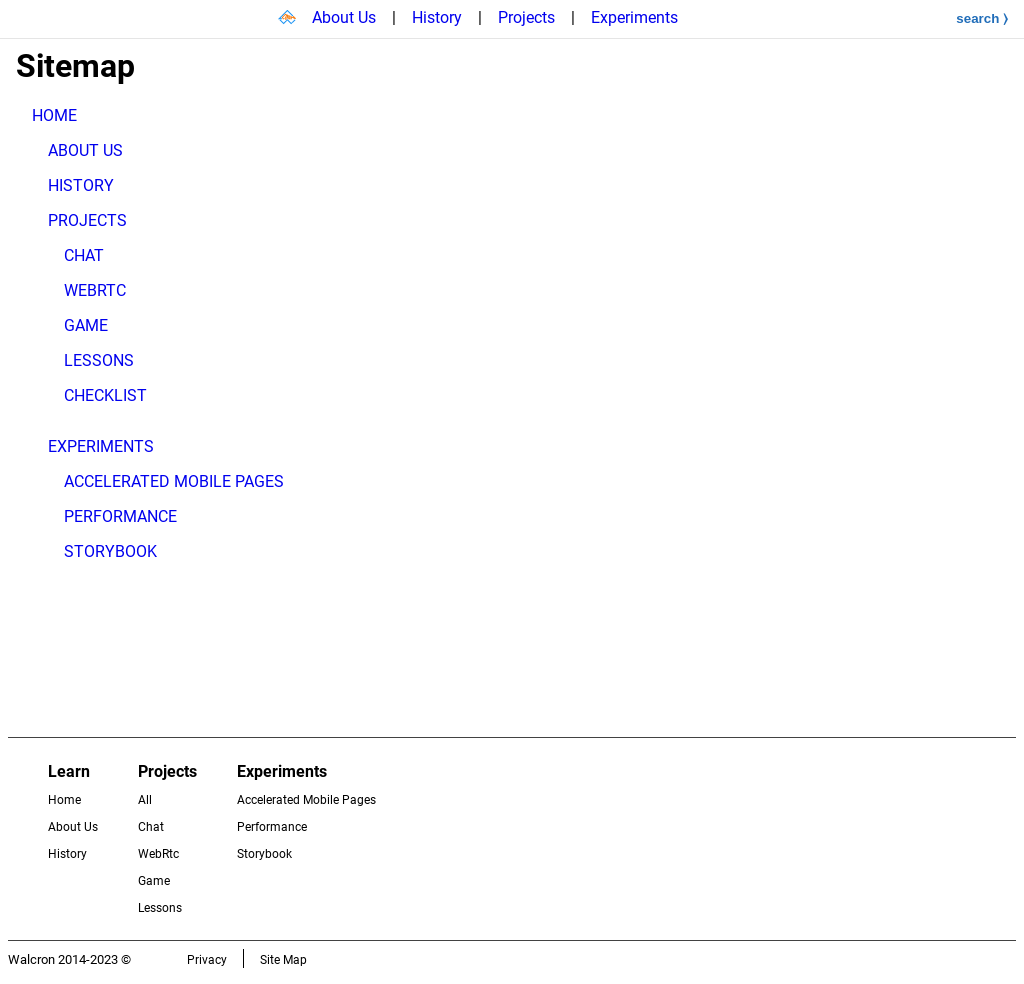 About Us | History | Projects | Experiments search ⟩
Sitemap
HOME
ABOUT US
HISTORY
PROJECTS
CHAT
WEBRTC
GAME
LESSONS
CHECKLIST
EXPERIMENTS
ACCELERATED MOBILE PAGES
PERFORMANCE
STORYBOOK
Learn
Home
About Us
History
Projects
All
Chat
WebRtc
Game
Lessons
Experiments
Accelerated Mobile Pages
Performance
Storybook
Walcron 2014-2023 © Privacy Site Map